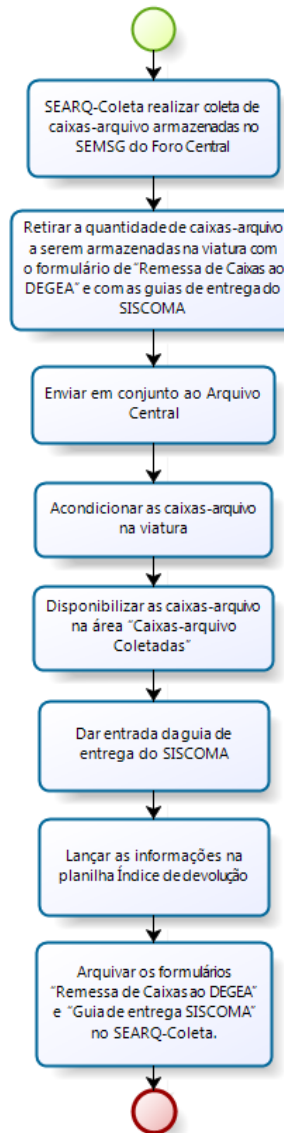 SEARQ-Coleta realizar coleta de
caixas-arquivo armazenadas no
SEMSG do Foro Central
Retirar a quantidade de caixas-arquivo
a serem armazenadas na viatura com
o formulário de "Remessa de Caixas ao
DEGEA" e com as guias de entrega do
SISCOMA
Enviar em conjunto ao Arquivo
Central
Acondicionar as caixas-arquivo
na viatura
Disponibilizar as caixas-arquivo
na área "Caixas-arquivo
Coletadas"
Dar entrada da guia de
entrega do SISCOMA
Lançar as informações na
planilha Índice de devolução
Arquivar os formulários
"Remessa de Caixas ao DEGEA"
e "Guia de entrega SISCOMA"
no SEARQ-Coleta.